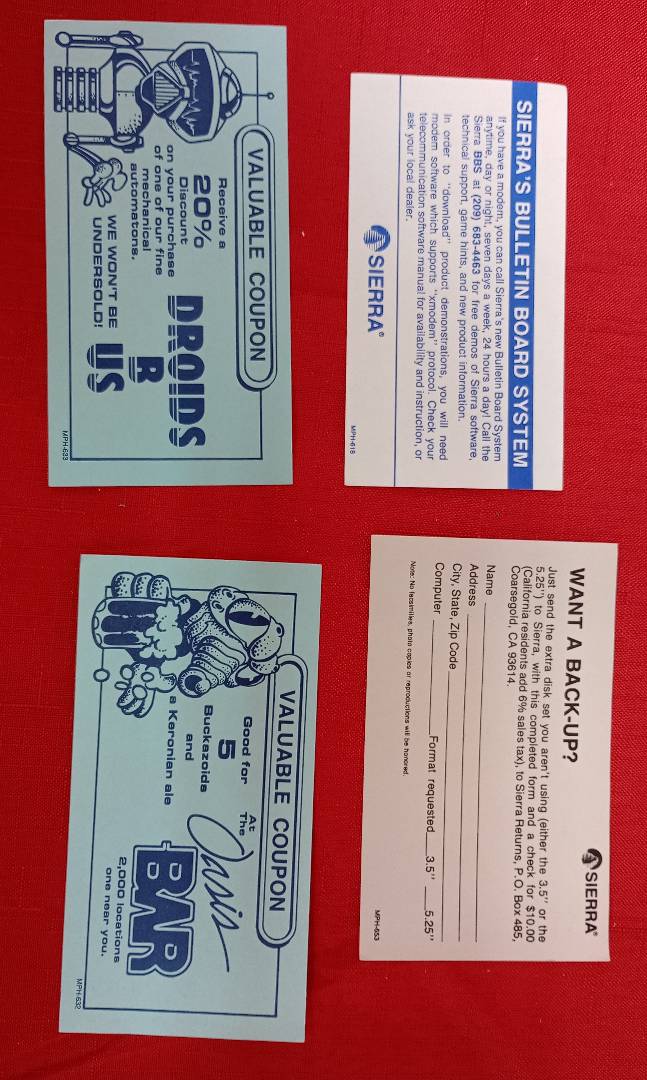 SIERRA'S BULLETIN BOARD SYSTEM
If you have a modem, you can call Sierra's new Bulletin Board System
anytime, day or night, seven days a week, 24 hours a day! Call the
Sierra BBS at (209) 683-4463 for free demos of Sierra software,
technical support, game hints, and new product information.
In order to "download" product demonstrations, you will need
modem software which supports "xmodem" protocol. Check your
telecommunication software manual for availability and instruction, or
ask your local dealer.
SIERRA®
MPH-618
SIERRA®
WANT A BACK-UP?
Just send the extra disk set you aren't using (either the 3.5" or the
5.25") to Sierra, with this completed form and a check for $10.00
(California residents add 6% sales tax), to Sierra Returns, P.O. Box 485,
Coarsegold, CA 93614.
Name
Address
City, State, Zip Code
Computer Format requested 3.5" 5.25"
Note: No facsimiles, photo copies or reproductions will be honored.
MPH-653
VALUABLE COUPON
Receive a
20%
Discount
on your purchase
of one of our fine
mechanical
automatons.
WE WON'T BE
UNDERSOLD!
DROIDS
R
US
MPH-633
VALUABLE COUPON
Good for
5
Buckazoids
and
a Keronian ale
At
The
Oasis
BAR
2,000 locations
one near you.
MPH-632